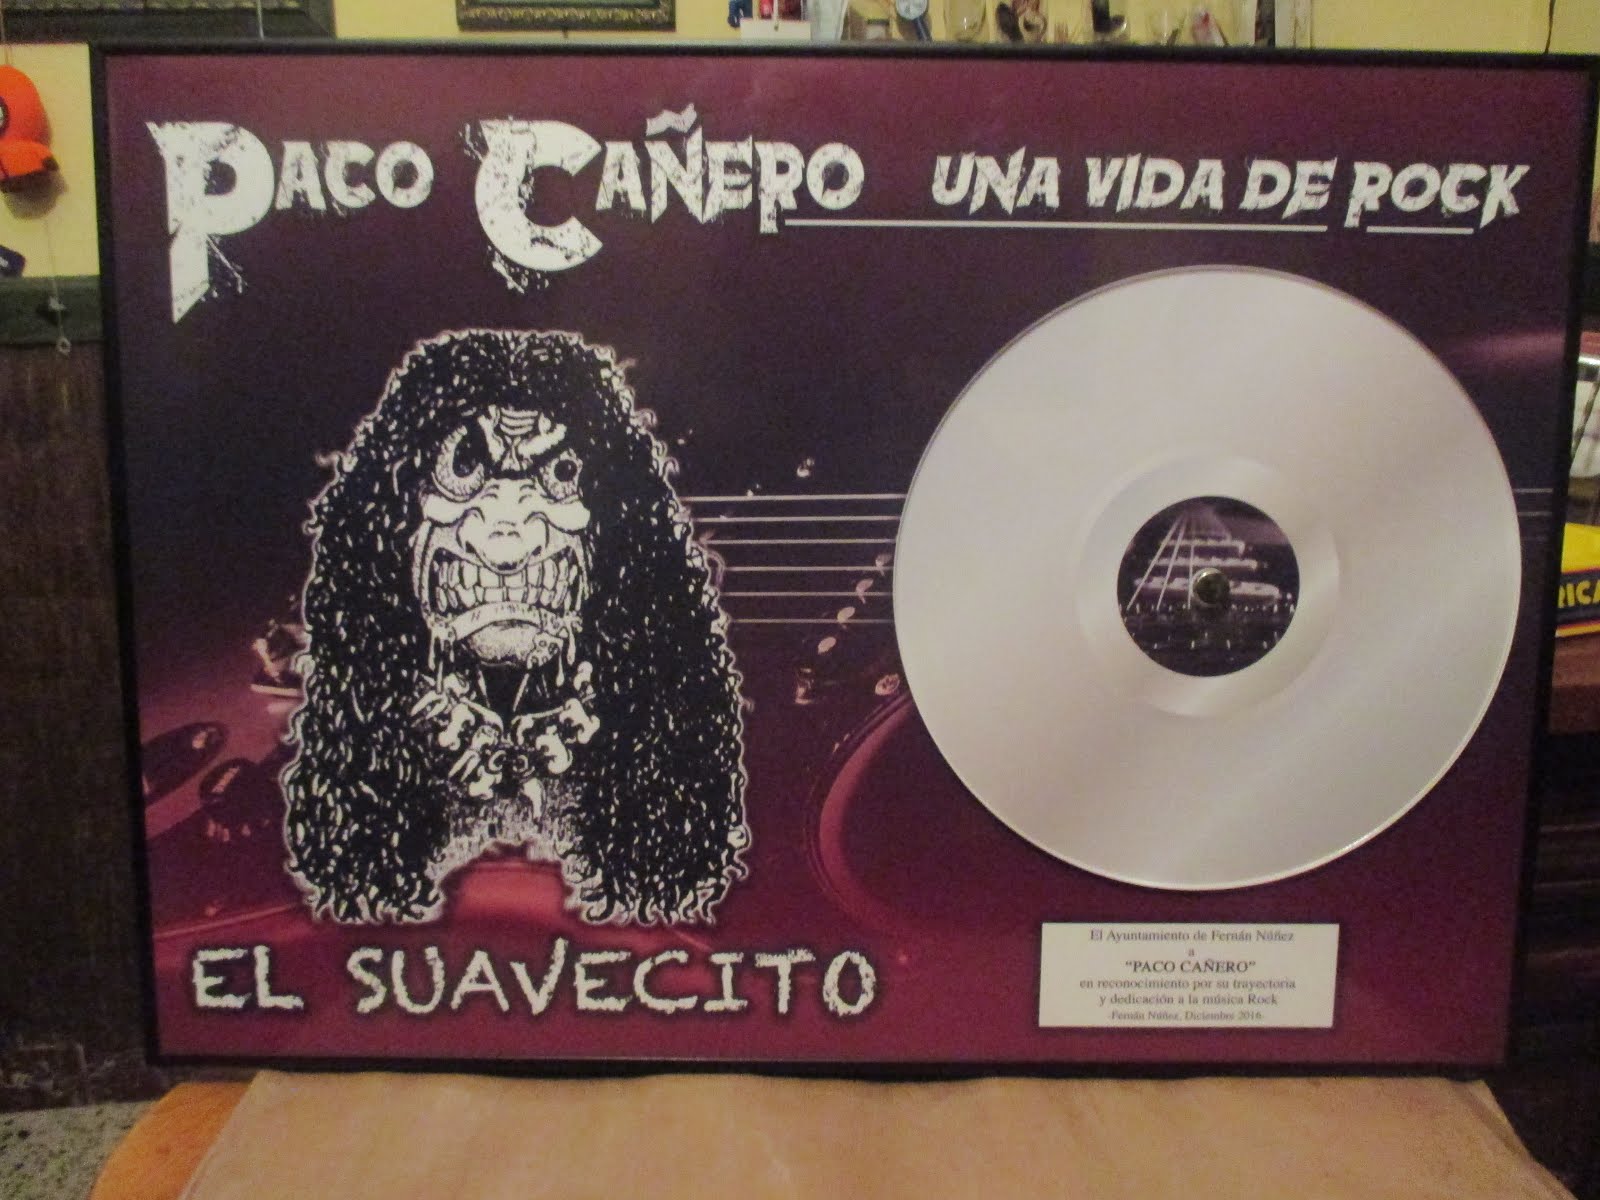 PACO CAÑERO UNA VIDA DE ROCK
EL SUAVECITO
El Ayuntamiento de Fernán Núñez
a
"PACO CAÑERO"
en reconocimiento por su trayectoria
y dedicación a la música Rock
-Fernán Núñez, Diciembre 2016-